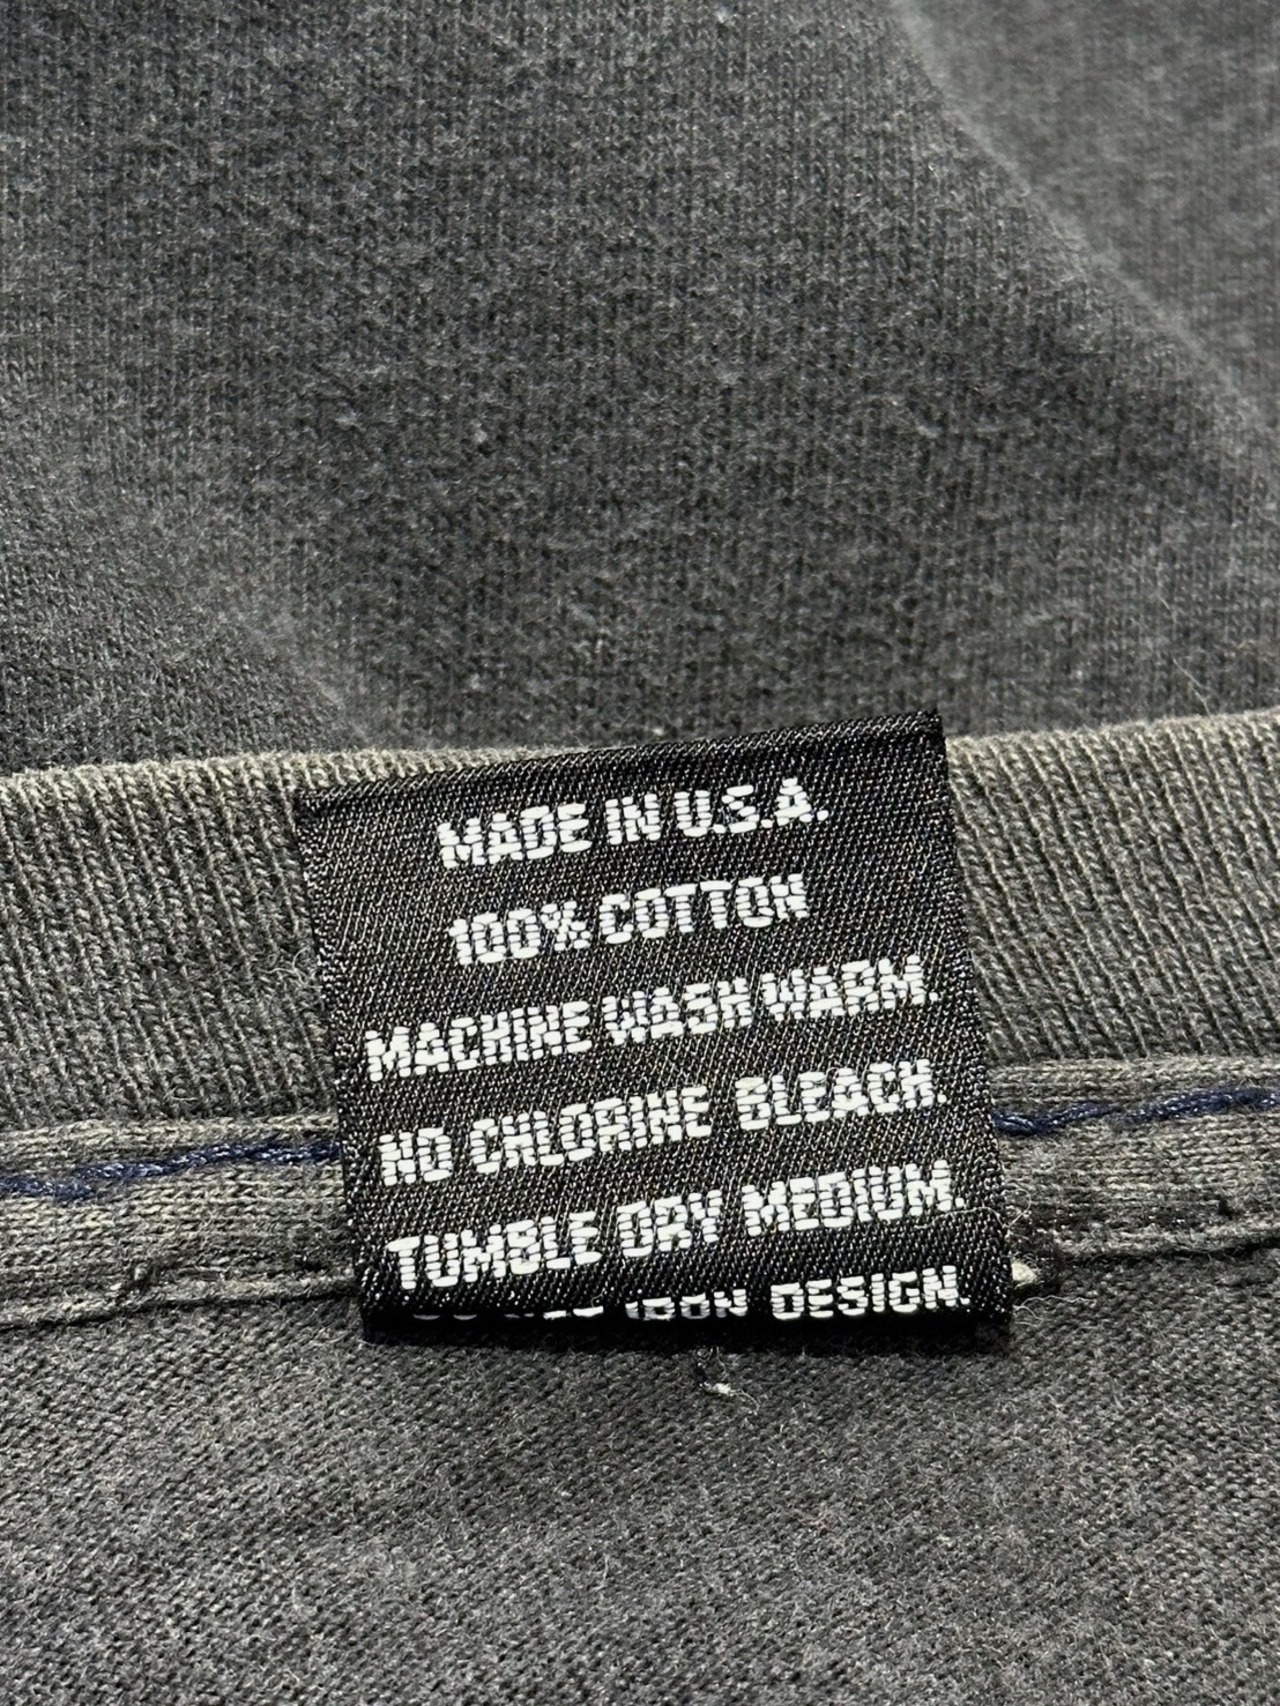 MADE IN U.S.A.
100% COTTON
MACHINE WASH WARM.
NO CHLORINE BLEACH.
TUMBLE DRY MEDIUM.
IRON DESIGN.